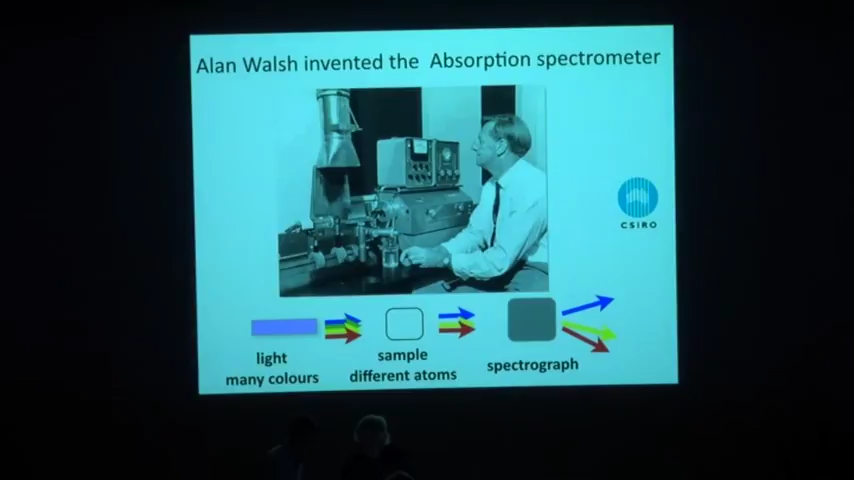 Alan Walsh invented the Absorption spectrometer
CSIRO
light
many colours
sample
different atoms
spectrograph